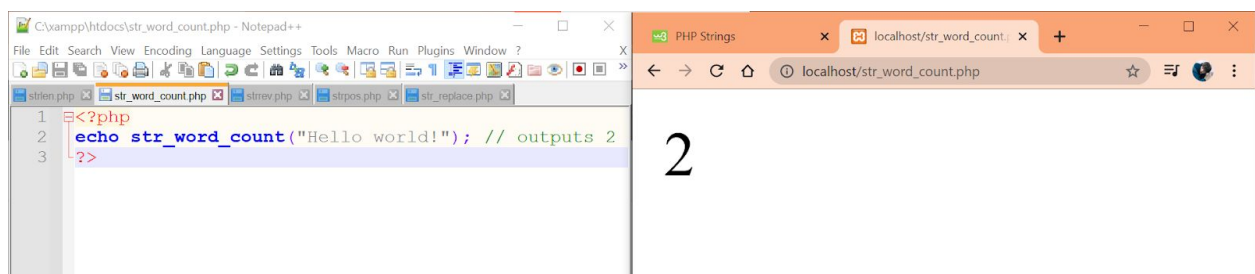 C:\xampp\htdocs\str_word_count.php - Notepad++
File Edit Search View Encoding Language Settings Tools Macro Run Plugins Window ? X
strlen.php str_word_count.php strrev.php strpos.php str_replace.php
1 <?php
2 echo str_word_count("Hello world!"); // outputs 2
3 ?>
PHP Strings localhost/str_word_count.p
localhost/str_word_count.php
2